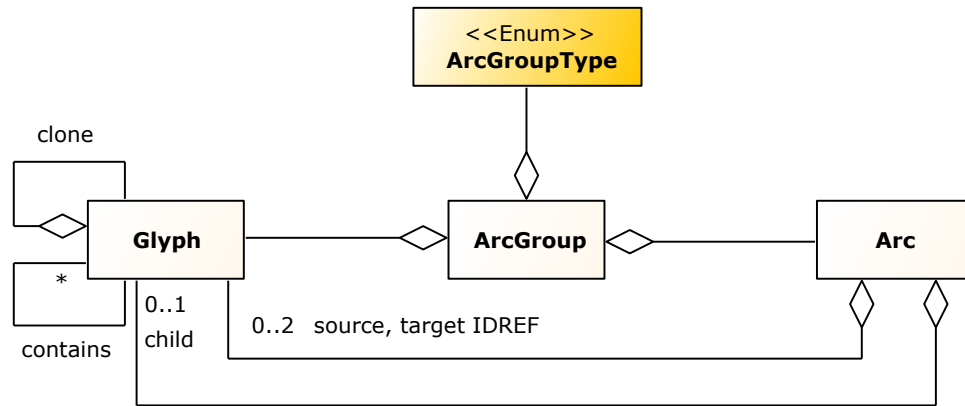 <<Enum>>
ArcGroupType
clone
Glyph
ArcGroup
Arc
*
0..1
child
0..2 source, target IDREF
contains